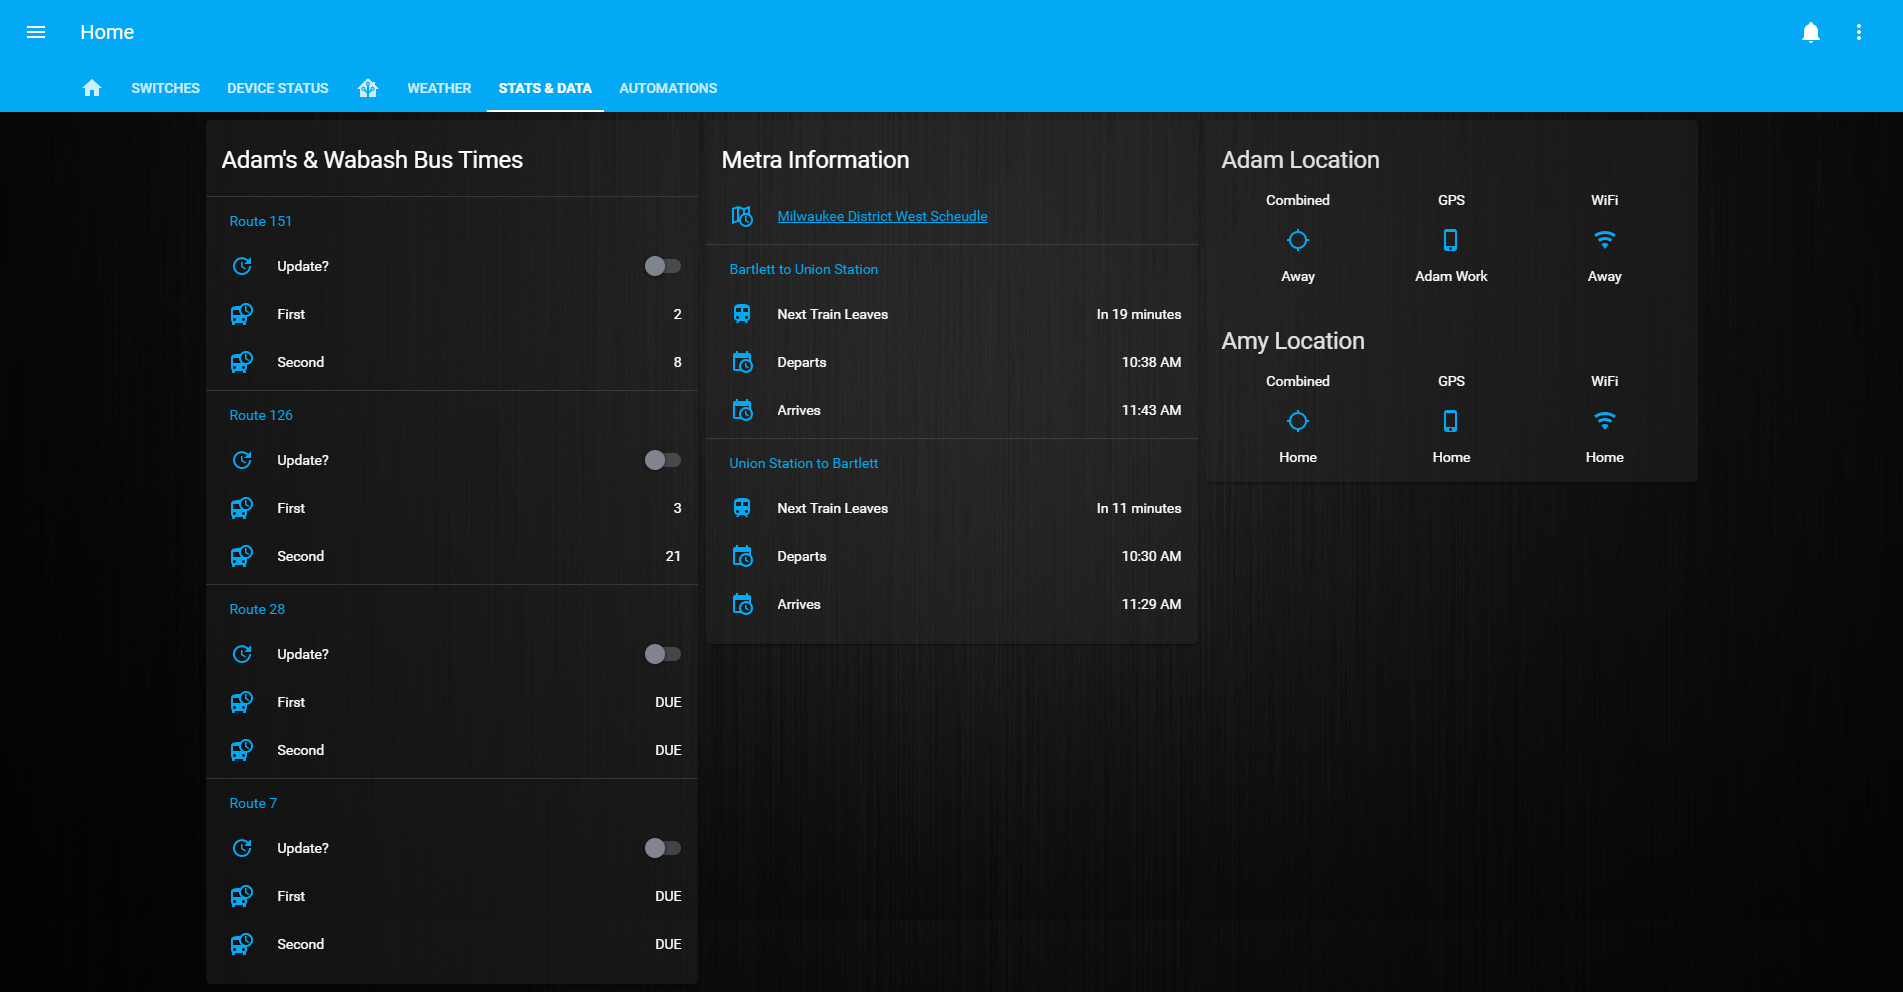 Home
SWITCHES DEVICE STATUS WEATHER STATS & DATA AUTOMATIONS
Adam's & Wabash Bus Times
Route 151
Update?
First 2
Second 8
Route 126
Update?
First 3
Second 21
Route 28
Update?
First DUE
Second DUE
Route 7
Update?
First DUE
Second DUE
Metra Information
Milwaukee District West Scheudle
Bartlett to Union Station
Next Train Leaves In 19 minutes
Departs 10:38 AM
Arrives 11:43 AM
Union Station to Bartlett
Next Train Leaves In 11 minutes
Departs 10:30 AM
Arrives 11:29 AM
Adam Location
Combined GPS WiFi
Away Adam Work Away
Amy Location
Combined GPS WiFi
Home Home Home